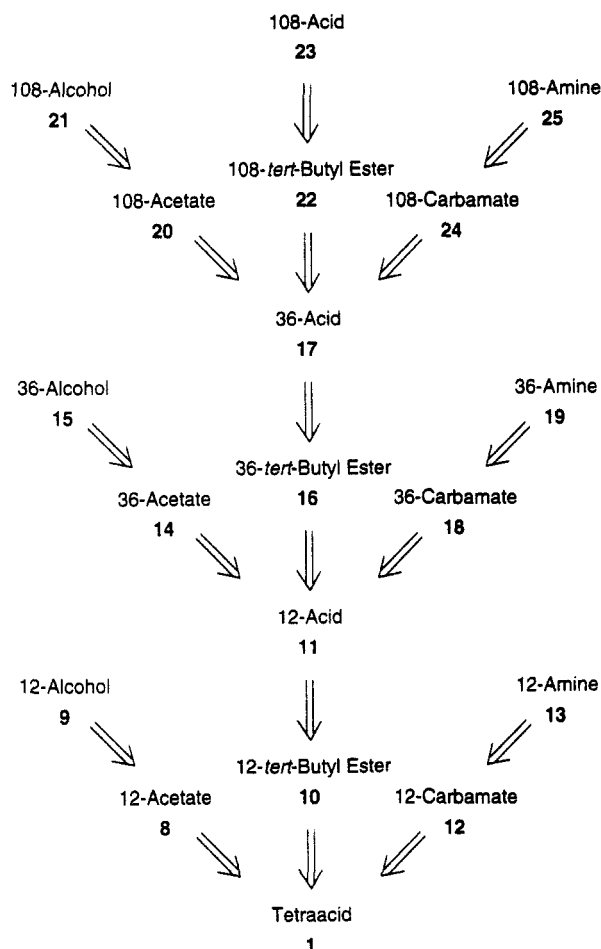 108-Acid
23
108-Alcohol
21
108-Amine
25
108-tert-Butyl Ester
22
108-Acetate
20
108-Carbamate
24
36-Acid
17
36-Alcohol
15
36-Amine
19
36-tert-Butyl Ester
16
36-Acetate
14
36-Carbamate
18
12-Acid
11
12-Alcohol
9
12-Amine
13
12-tert-Butyl Ester
10
12-Acetate
8
12-Carbamate
12
Tetraacid
1